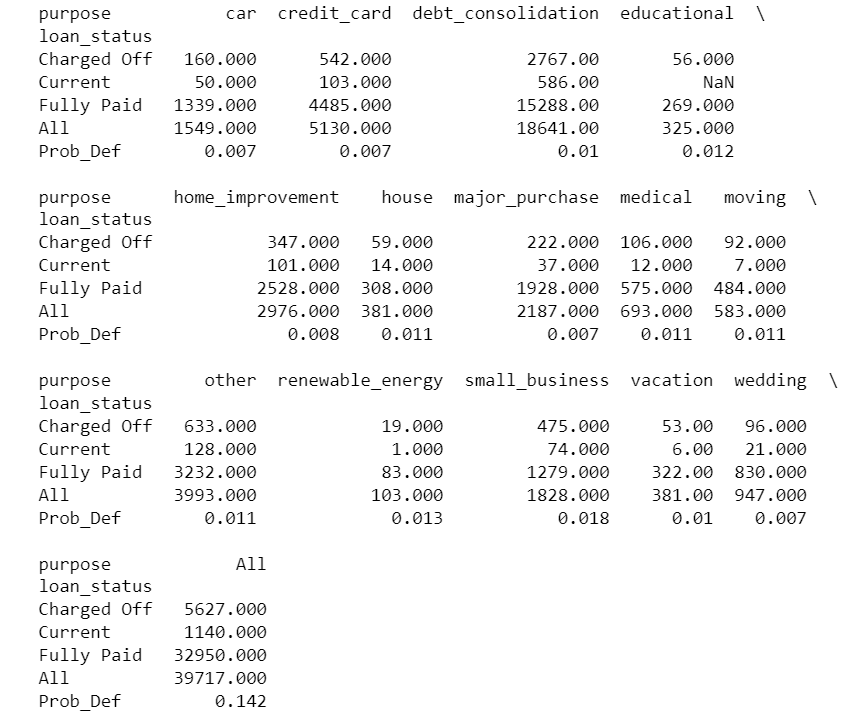 purpose car credit_card debt_consolidation educational \
loan_status
Charged Off 160.000 542.000 2767.00 56.000
Current 50.000 103.000 586.00 NaN
Fully Paid 1339.000 4485.000 15288.00 269.000
All 1549.000 5130.000 18641.00 325.000
Prob_Def 0.007 0.007 0.01 0.012
purpose home_improvement house major_purchase medical moving \
loan_status
Charged Off 347.000 59.000 222.000 106.000 92.000
Current 101.000 14.000 37.000 12.000 7.000
Fully Paid 2528.000 308.000 1928.000 575.000 484.000
All 2976.000 381.000 2187.000 693.000 583.000
Prob_Def 0.008 0.011 0.007 0.011 0.011
purpose other renewable_energy small_business vacation wedding \
loan_status
Charged Off 633.000 19.000 475.000 53.00 96.000
Current 128.000 1.000 74.000 6.00 21.000
Fully Paid 3232.000 83.000 1279.000 322.00 830.000
All 3993.000 103.000 1828.000 381.00 947.000
Prob_Def 0.011 0.013 0.018 0.01 0.007
purpose All
loan_status
Charged Off 5627.000
Current 1140.000
Fully Paid 32950.000
All 39717.000
Prob_Def 0.142